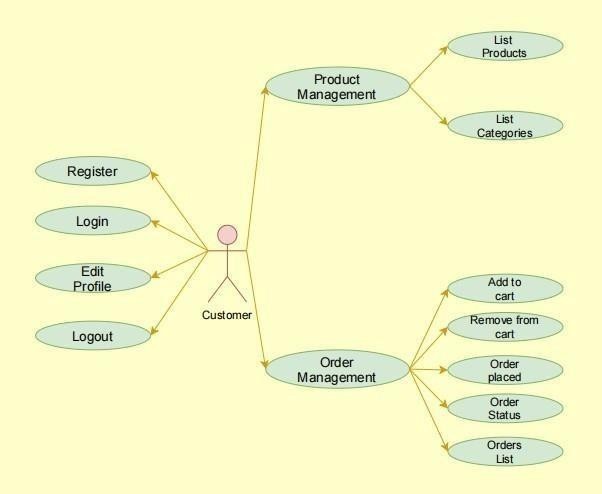 List
Products
Product
Management
List
Categories
Register
Login
Edit
Profile
Logout
Customer
Add to
cart
Remove from
cart
Order
Management
Order
placed
Order
Status
Orders
List